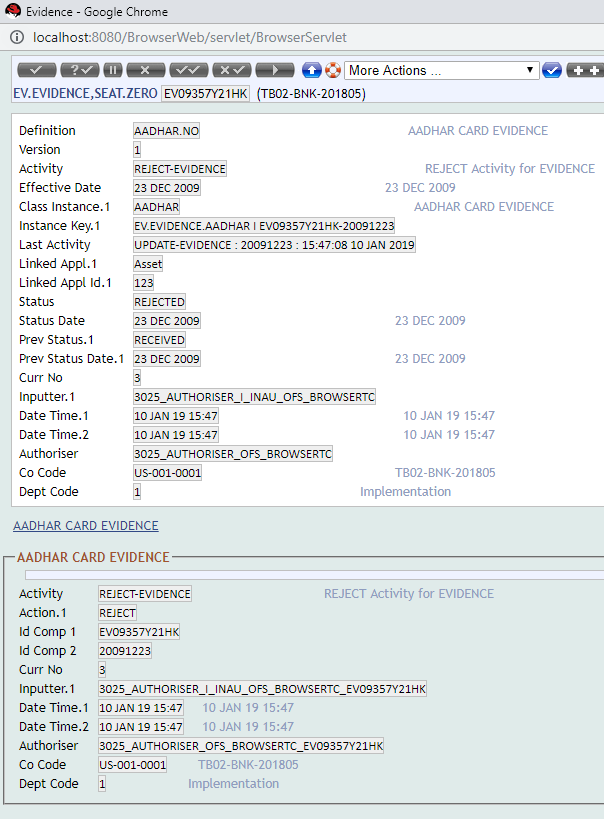 Evidence - Google Chrome
localhost:8080/BrowserWeb/servlet/BrowserServlet
More Actions ...
EV.EVIDENCE,SEAT.ZERO EV09357Y21HK (TB02-BNK-201805)
Definition AADHAR.NO AADHAR CARD EVIDENCE
Version 1
Activity REJECT-EVIDENCE REJECT Activity for EVIDENCE
Effective Date 23 DEC 2009 23 DEC 2009
Class Instance.1 AADHAR AADHAR CARD EVIDENCE
Instance Key.1 EV.EVIDENCE.AADHAR I EV09357Y21HK-20091223
Last Activity UPDATE-EVIDENCE : 20091223 : 15:47:08 10 JAN 2019
Linked Appl.1 Asset
Linked Appl Id.1 123
Status REJECTED
Status Date 23 DEC 2009 23 DEC 2009
Prev Status.1 RECEIVED
Prev Status Date.1 23 DEC 2009 23 DEC 2009
Curr No 3
Inputter.1 3025_AUTHORISER_I_INAU_OFS_BROWSERTC
Date Time.1 10 JAN 19 15:47 10 JAN 19 15:47
Date Time.2 10 JAN 19 15:47 10 JAN 19 15:47
Authoriser 3025_AUTHORISER_OFS_BROWSERTC
Co Code US-001-0001 TB02-BNK-201805
Dept Code 1 Implementation
AADHAR CARD EVIDENCE
AADHAR CARD EVIDENCE
Activity REJECT-EVIDENCE REJECT Activity for EVIDENCE
Action.1 REJECT
Id Comp 1 EV09357Y21HK
Id Comp 2 20091223
Curr No 3
Inputter.1 3025_AUTHORISER_I_INAU_OFS_BROWSERTC_EV09357Y21HK
Date Time.1 10 JAN 19 15:47 10 JAN 19 15:47
Date Time.2 10 JAN 19 15:47 10 JAN 19 15:47
Authoriser 3025_AUTHORISER_OFS_BROWSERTC_EV09357Y21HK
Co Code US-001-0001 TB02-BNK-201805
Dept Code 1 Implementation